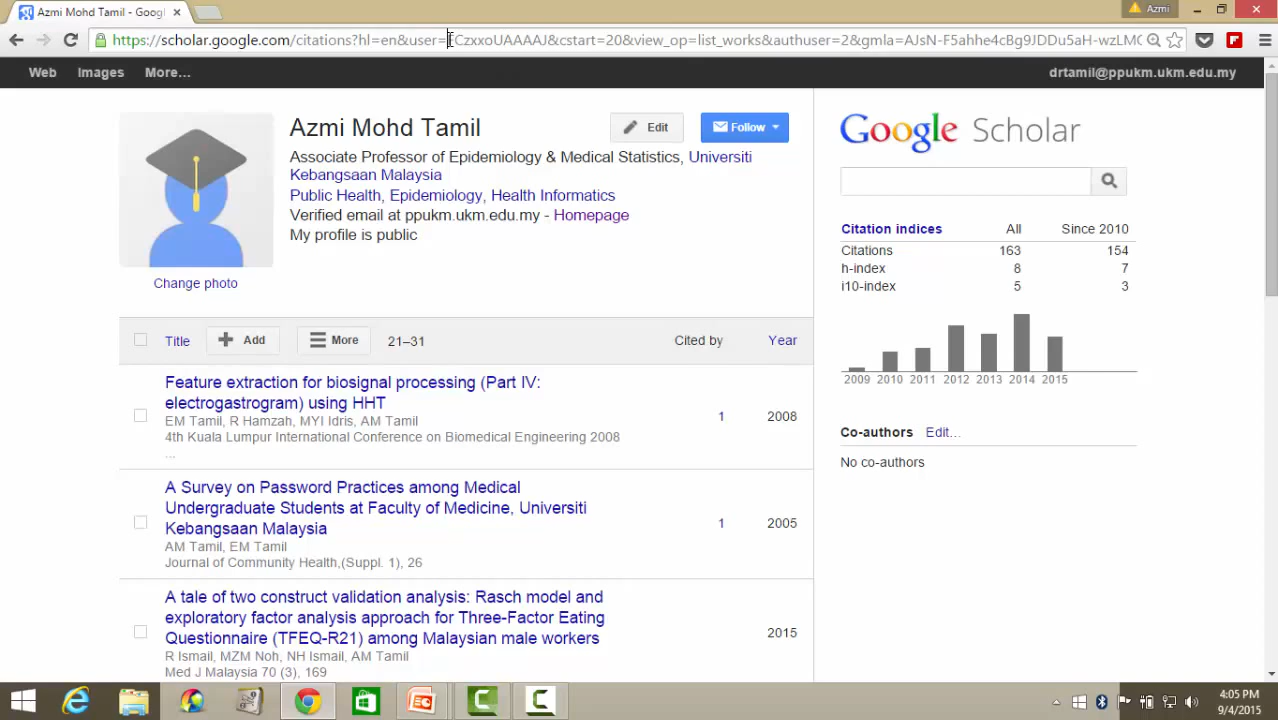 Azmi Mohd Tamil - Goog
Azmi
https://scholar.google.com/citations?hl=en&user=CzxxoUAAAAJ&cstart=20&view_op=list_works&authuser=2&gmla=AJsN-F5ahhe4cBg9JDDu5aH-wzLMC
Web Images More... drtamil@ppukm.ukm.edu.my
Azmi Mohd Tamil
Edit
Follow
Associate Professor of Epidemiology & Medical Statistics, Universiti
Kebangsaan Malaysia
Public Health, Epidemiology, Health Informatics
Verified email at ppukm.ukm.edu.my - Homepage
My profile is public
Change photo
Title Add More 21–31 Cited by Year
Feature extraction for biosignal processing (Part IV:
electrogastrogram) using HHT
EM Tamil, R Hamzah, MYI Idris, AM Tamil
4th Kuala Lumpur International Conference on Biomedical Engineering 2008
...
1 2008
A Survey on Password Practices among Medical
Undergraduate Students at Faculty of Medicine, Universiti
Kebangsaan Malaysia
AM Tamil, EM Tamil
Journal of Community Health,(Suppl. 1), 26
1 2005
A tale of two construct validation analysis: Rasch model and
exploratory factor analysis approach for Three-Factor Eating
Questionnaire (TFEQ-R21) among Malaysian male workers
R Ismail, MZM Noh, NH Ismail, AM Tamil
Med J Malaysia 70 (3), 169
2015
Google Scholar
Citation indices All Since 2010
Citations 163 154
h-index 8 7
i10-index 5 3
2009 2010 2011 2012 2013 2014 2015
Co-authors Edit...
No co-authors
4:05 PM
9/4/2015